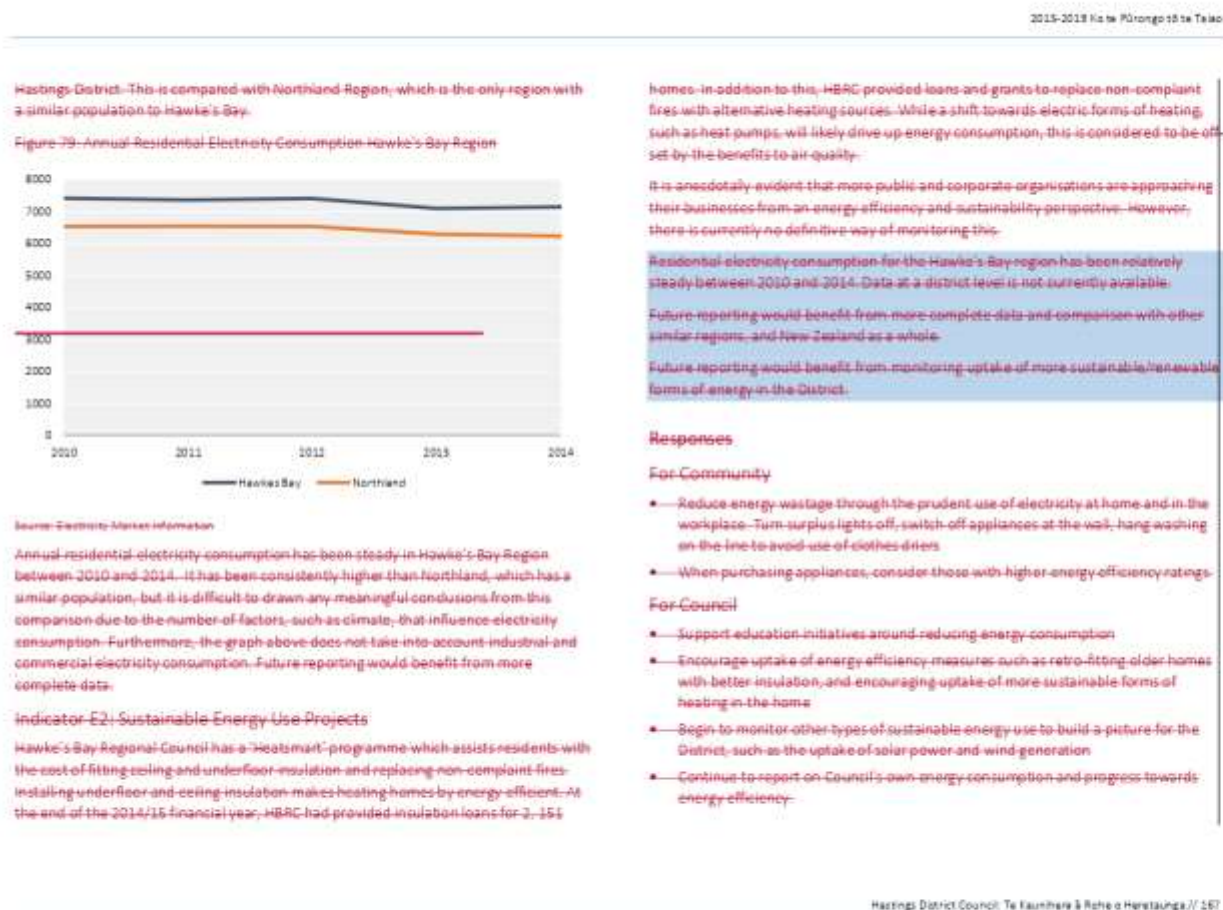 2015-2019 Ko te Pūrongo tō te Taiao
Hastings District. This is compared with Northland Region, which is the only region with
a similar population to Hawke's Bay.
Figure 79: Annual Residential Electricity Consumption Hawke's Bay Region
8000
7000
6000
5000
4000
3000
2000
1000
0
2010 2011 2012 2013 2014
Hawkes Bay Northland
Source: Electricity Market Information
Annual residential electricity consumption has been steady in Hawke's Bay Region
between 2010 and 2014. It has been consistently higher than Northland, which has a
similar population, but it is difficult to drawn any meaningful conclusions from this
comparison due to the number of factors, such as climate, that influence electricity
consumption. Furthermore, the graph above does not take into account industrial and
commercial electricity consumption. Future reporting would benefit from more
complete data.
Indicator E2: Sustainable Energy Use Projects
Hawke's Bay Regional Council has a 'Heatsmart' programme which assists residents with
the cost of fitting ceiling and underfloor insulation and replacing non-complaint fires.
Installing underfloor and ceiling insulation makes heating homes by energy efficient. At
the end of the 2014/15 financial year, HBRC had provided insulation loans for 2, 151
homes. In addition to this, HBRC provided loans and grants to replace non-complaint
fires with alternative heating sources. While a shift towards electric forms of heating,
such as heat pumps, will likely drive up energy consumption, this is considered to be off-
set by the benefits to air quality.
It is anecdotally evident that more public and corporate organisations are approaching
their businesses from an energy efficiency and sustainability perspective. However,
there is currently no definitive way of monitoring this.
Residential electricity consumption for the Hawke's Bay region has been relatively
steady between 2010 and 2014. Data at a district level is not currently available.
Future reporting would benefit from more complete data and comparison with other
similar regions, and New Zealand as a whole.
Future reporting would benefit from monitoring uptake of more sustainable/renewable
forms of energy in the District.
Responses
For Community
• Reduce energy wastage through the prudent use of electricity at home and in the
workplace. Turn surplus lights off, switch off appliances at the wall, hang washing
on the line to avoid use of clothes driers
• When purchasing appliances, consider those with higher energy efficiency ratings.
For Council
• Support education initiatives around reducing energy consumption
• Encourage uptake of energy efficiency measures such as retro-fitting older homes
with better insulation, and encouraging uptake of more sustainable forms of
heating in the home
• Begin to monitor other types of sustainable energy use to build a picture for the
District, such as the uptake of solar power and wind generation
• Continue to report on Council's own energy consumption and progress towards
energy efficiency.
Hastings District Council: Te Kaunihera ā Rohe o Heretaunga // 167